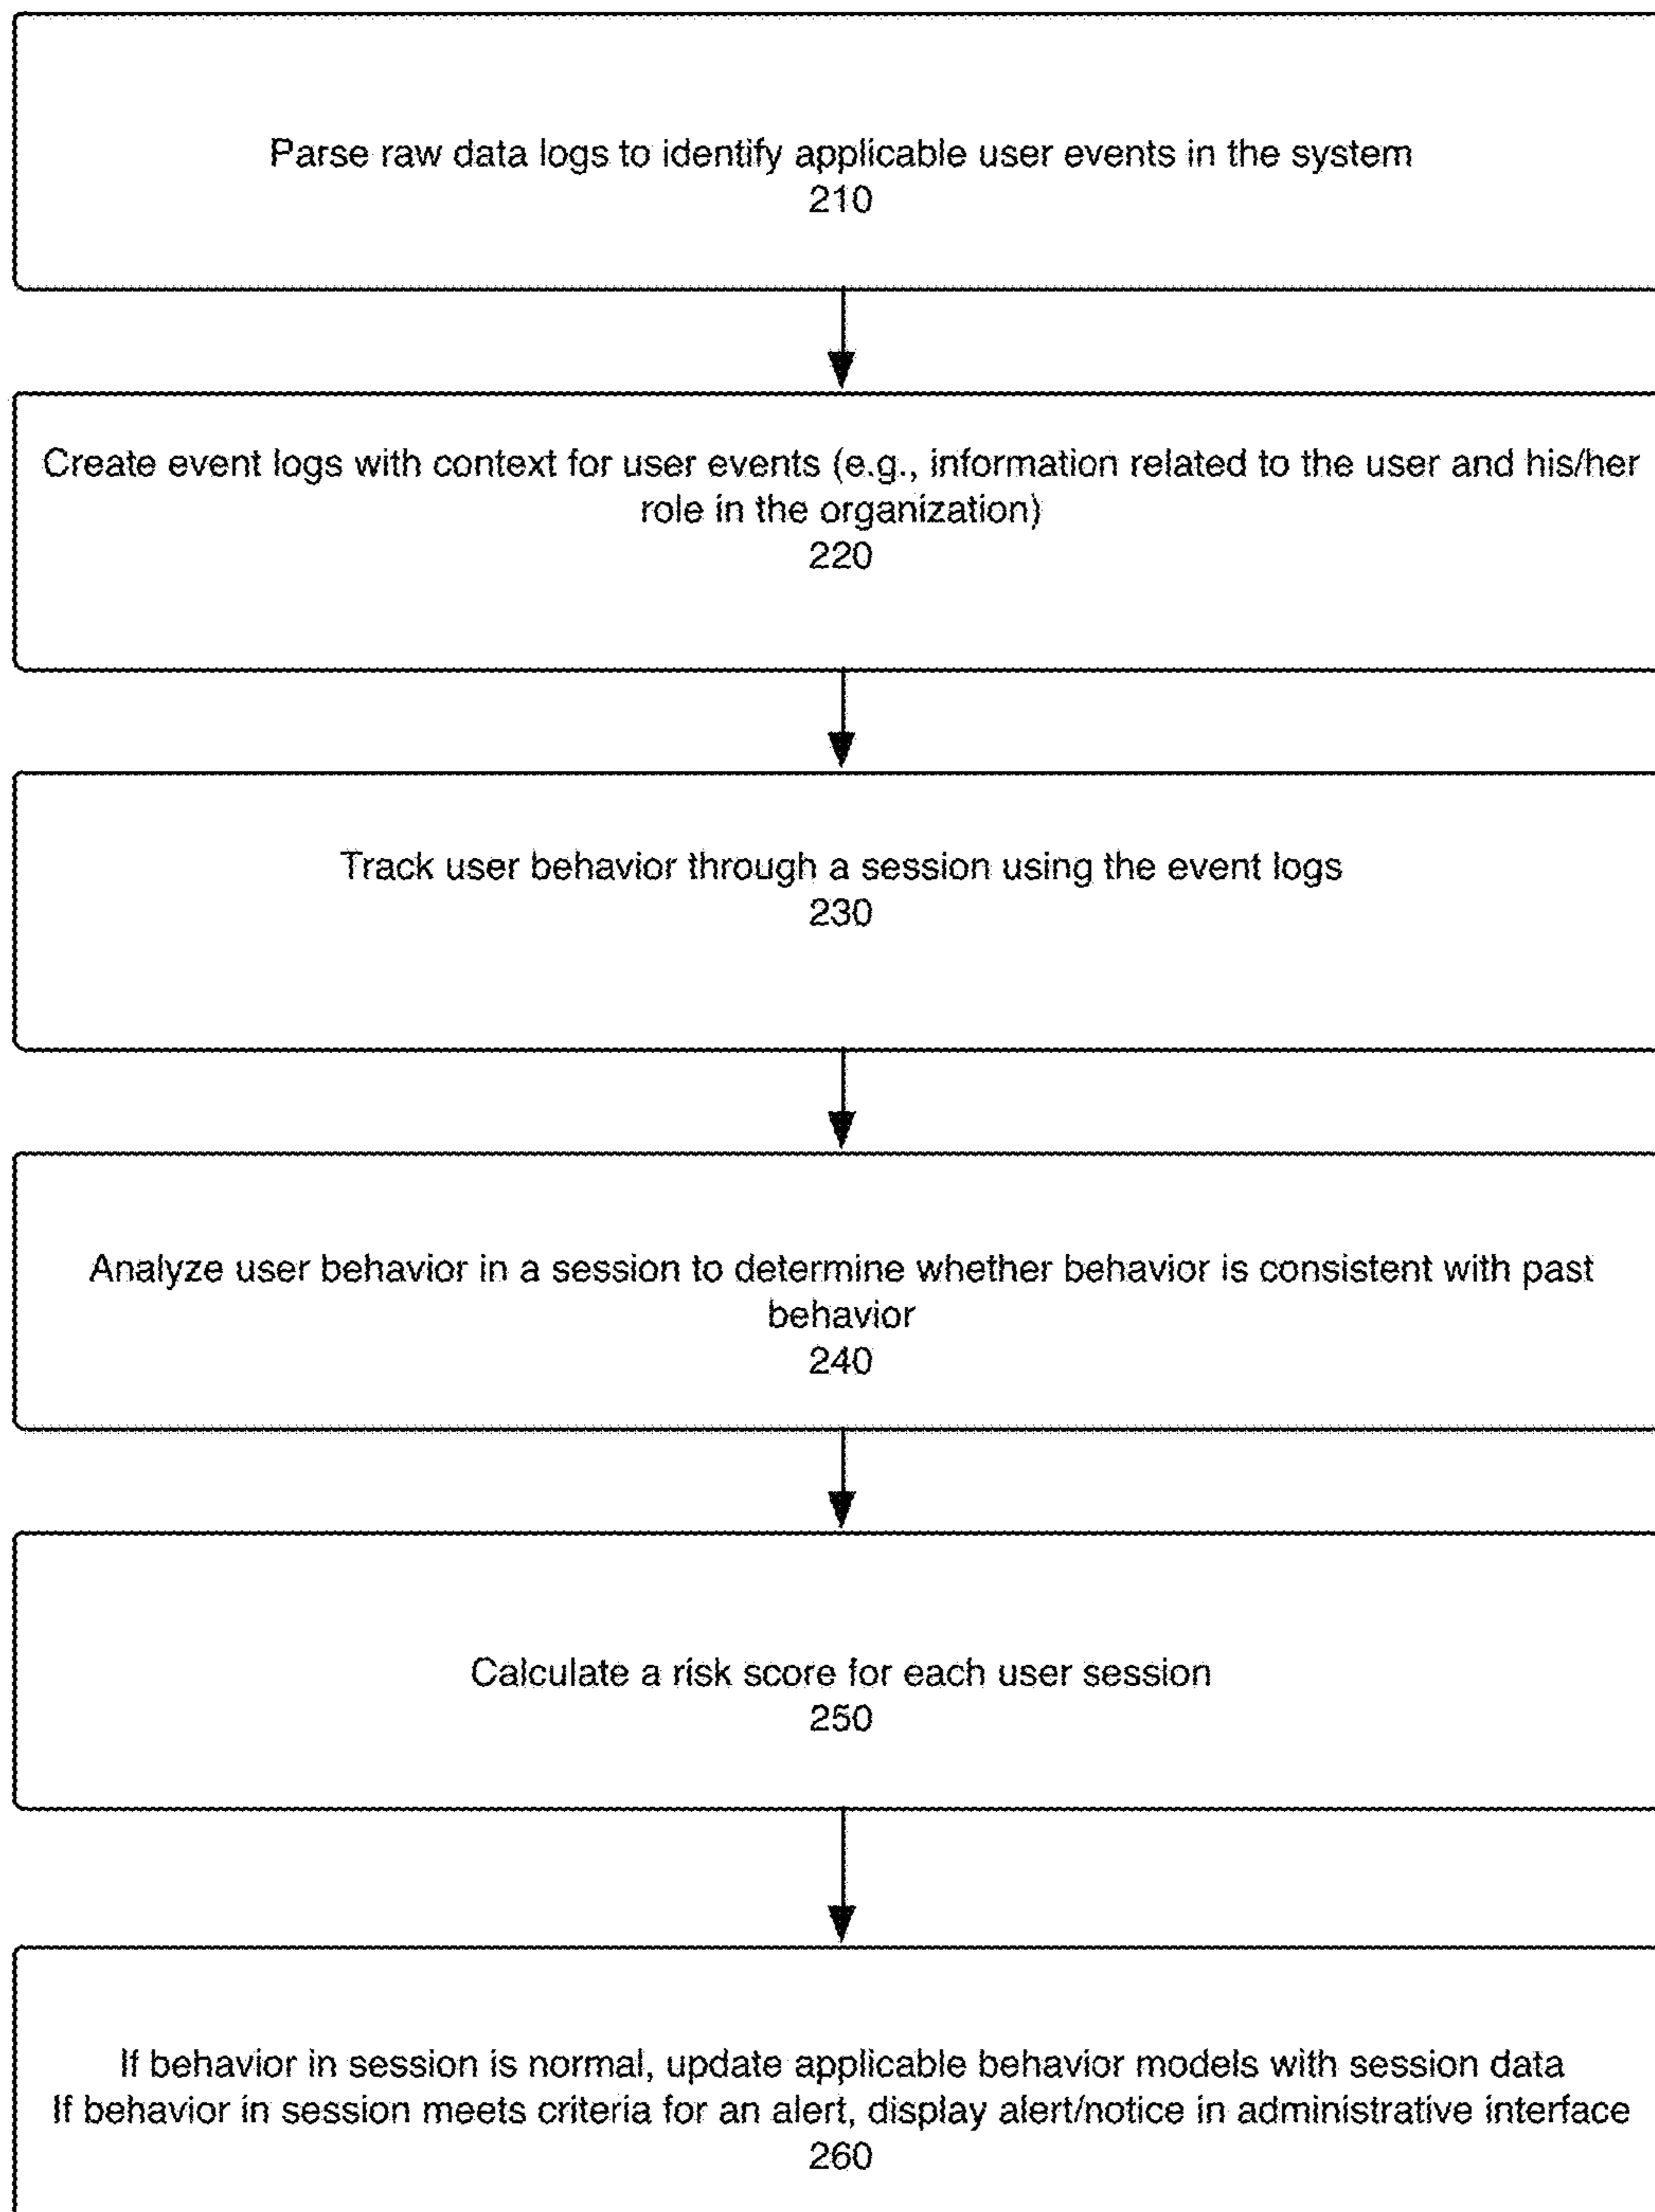 Parse raw data logs to identify applicable user events in the system
210
Create event logs with context for user events (e.g., information related to the user and his/her
role in the organization)
220
Track user behavior through a session using the event logs
230
Analyze user behavior in a session to determine whether behavior is consistent with past
behavior
240
Calculate a risk score for each user session
250
If behavior in session is normal, update applicable behavior models with session data
If behavior in session meets criteria for an alert, display alert/notice in administrative interface
260